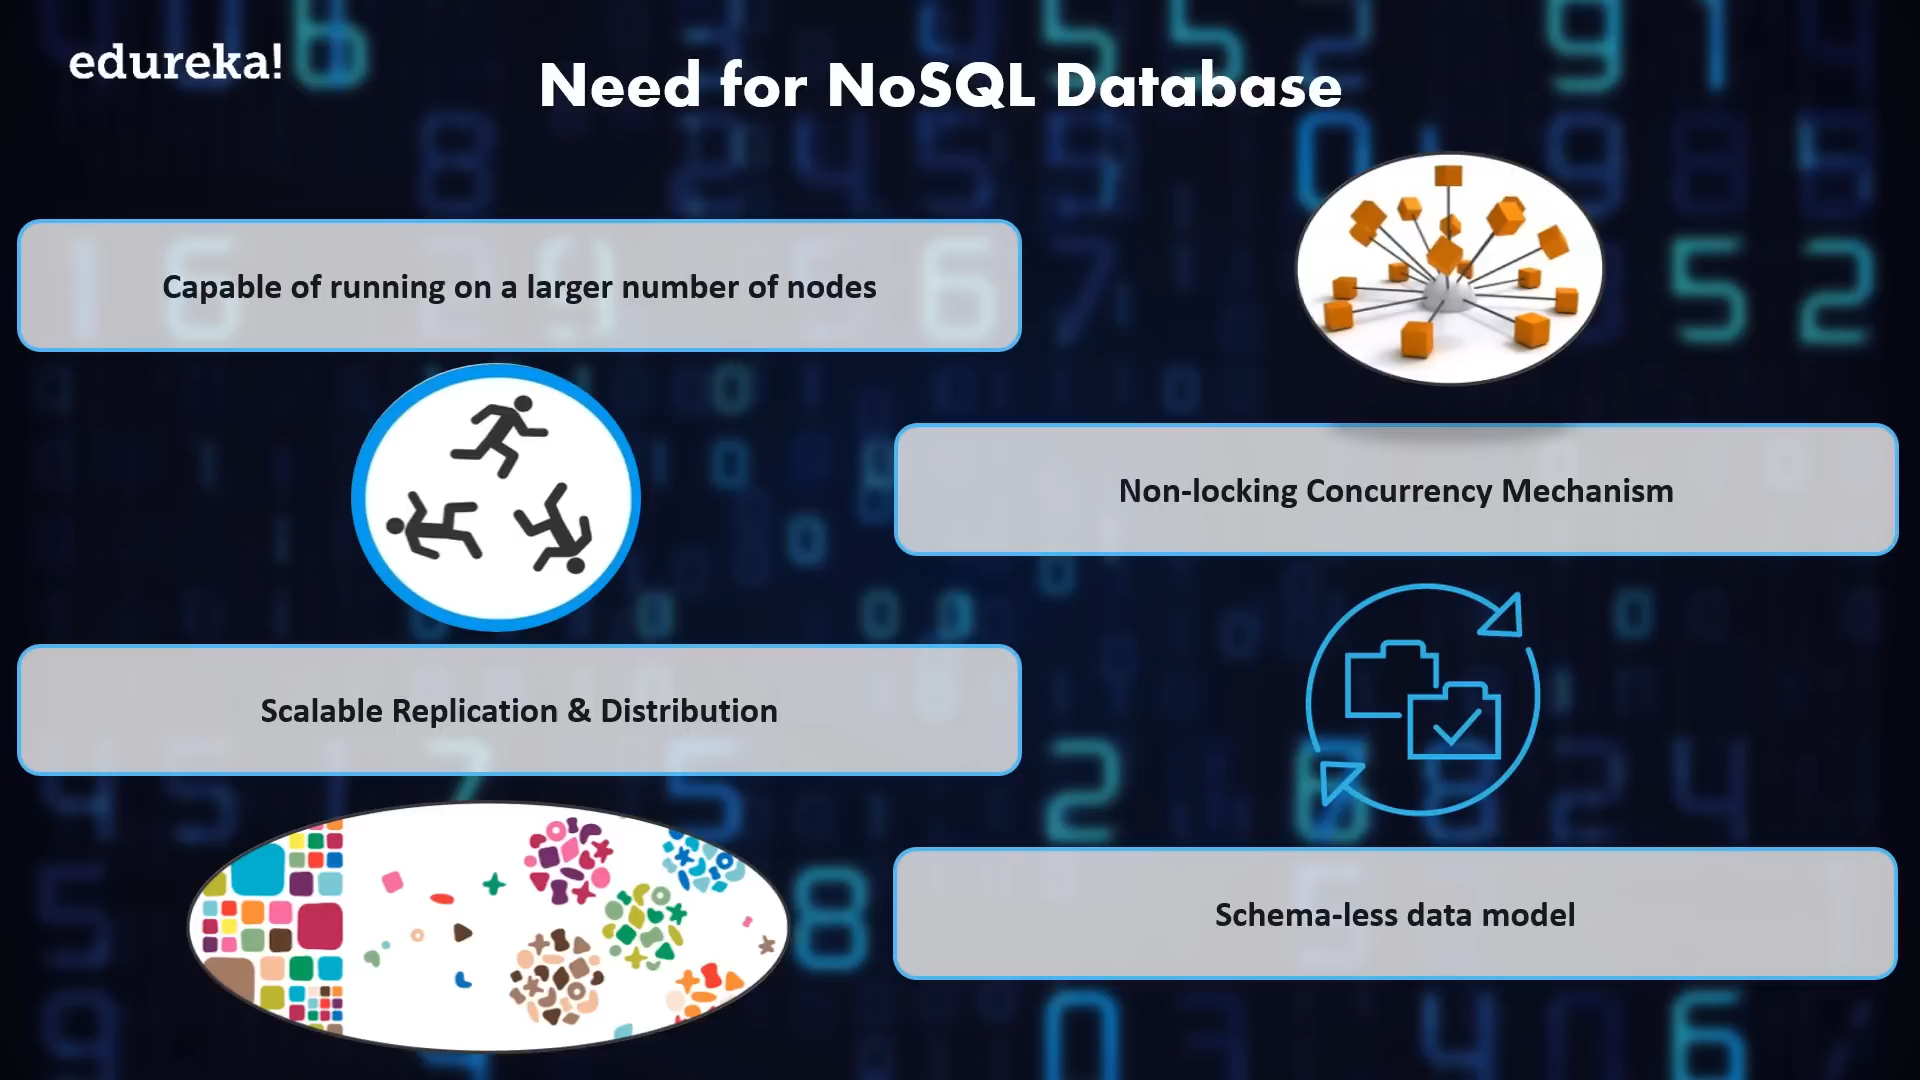 edureka!
Need for NoSQL Database
Capable of running on a larger number of nodes
Non-locking Concurrency Mechanism
Scalable Replication & Distribution
Schema-less data model